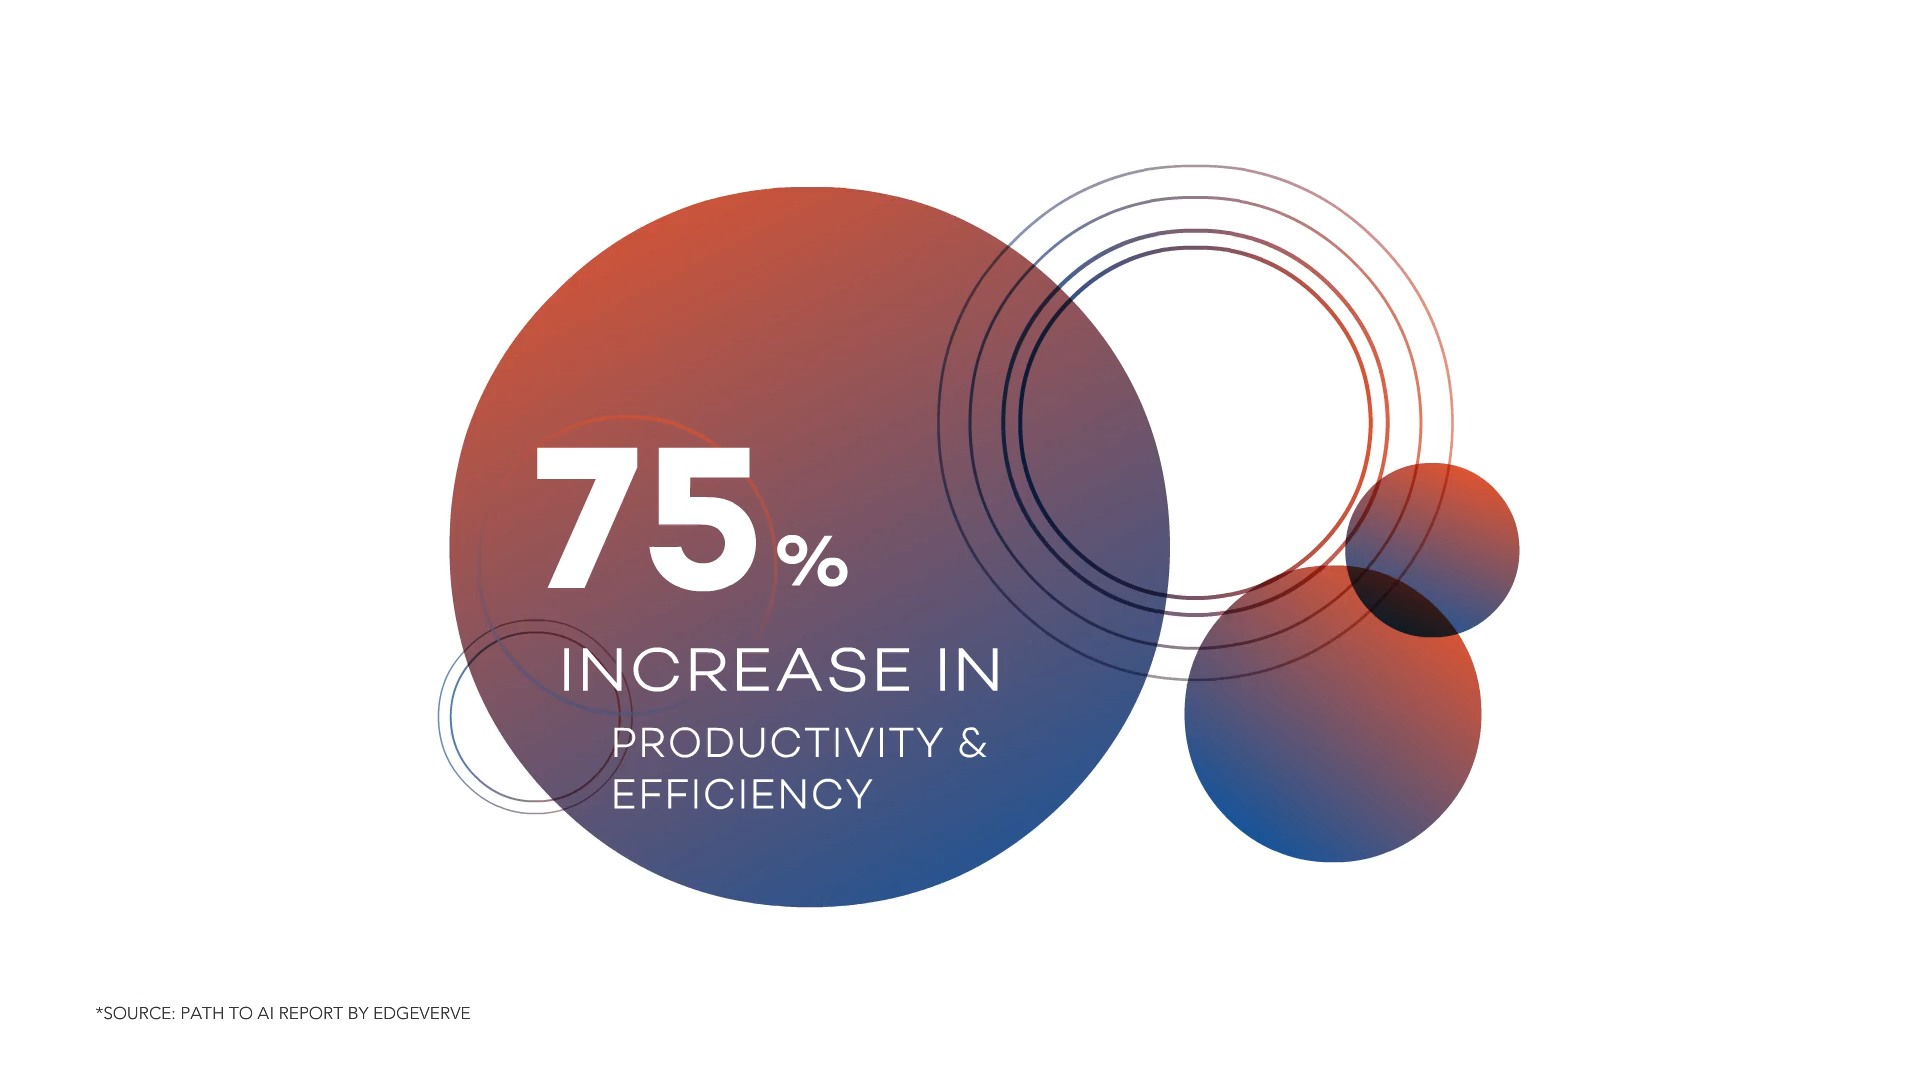 75%
INCREASE IN
PRODUCTIVITY &
EFFICIENCY
*SOURCE: PATH TO AI REPORT BY EDGEVERVE